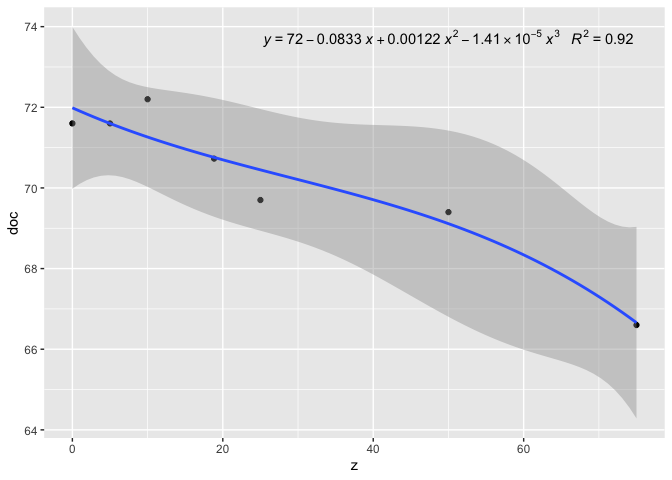 y = 72 − 0.0833 x + 0.00122 x² − 1.41 × 10⁻⁵ x³   R² = 0.92
74
72
70
68
66
64
doc
0 20 40 60
z